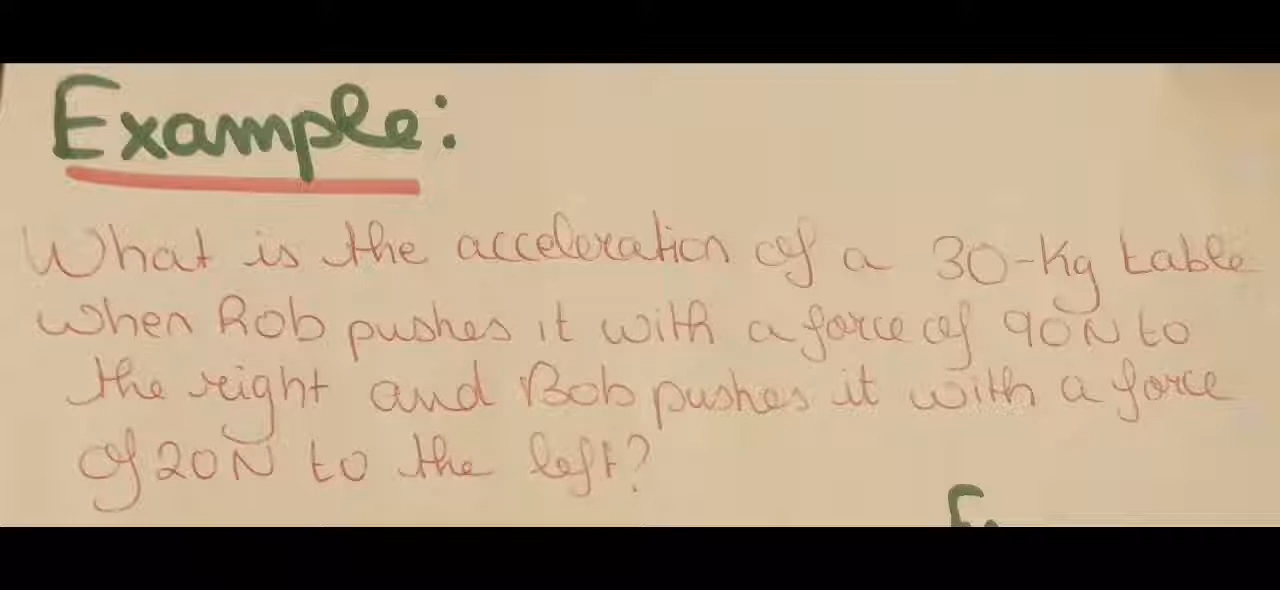 Example:
What is the acceleration of a 30-Kg table
when Rob pushes it with a force of 90N to
the right and Bob pushes it with a force
of 20N to the left?